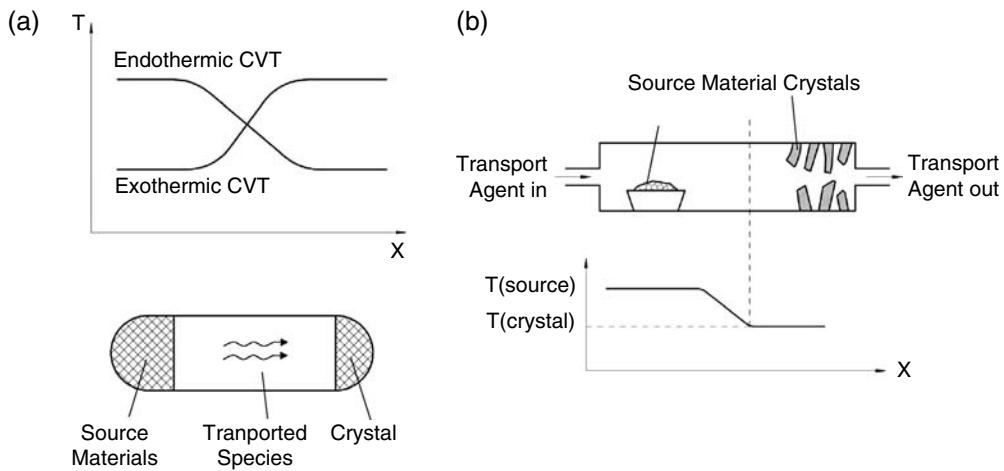 (a)
T
Endothermic CVT
Exothermic CVT
X
Source
Materials
Tranported
Species
Crystal
(b)
Source Material Crystals
Transport
Agent in
Transport
Agent out
T(source)
T(crystal)
X